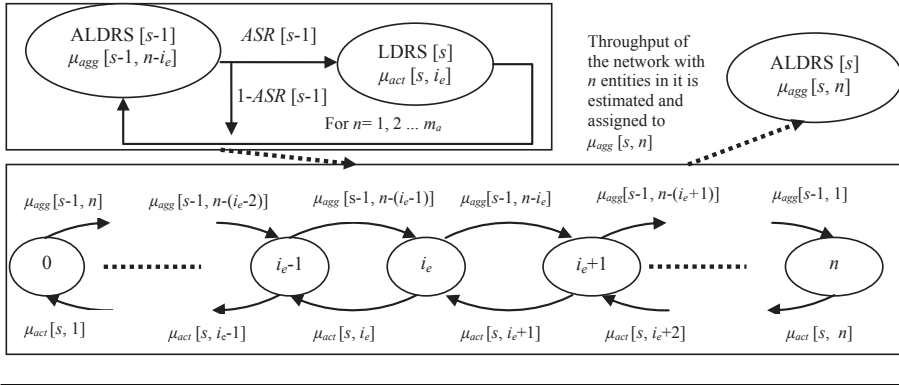 ALDRS [s-1]
μagg [s-1, n-ie]
ASR [s-1]
1-ASR [s-1]
LDRS [s]
μact [s, ie]
For n= 1, 2 ... ma
Throughput of
the network with
n entities in it is
estimated and
assigned to
μagg [s, n]
ALDRS [s]
μagg [s, n]
μagg [s-1, n]
μagg [s-1, n-(ie-2)]
μagg [s-1, n-(ie-1)]
μagg[s-1, n-ie]
μagg[s-1, n-(ie+1)]
μagg[s-1, 1]
0
ie-1
ie
ie+1
n
μact [s, 1]
μact [s, ie-1]
μact [s, ie]
μact [s, ie+1]
μact [s, ie+2]
μact [s, n]